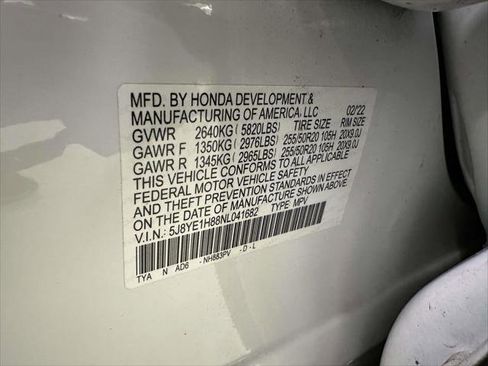 MFD. BY HONDA DEVELOPMENT &
MANUFACTURING OF AMERICA, LLC 02/22
GVWR 2640KG (5820LBS) TIRE SIZE RIM SIZE
GAWR F 1350KG (2976LBS) 255/50R20 105H 20X9.0J
GAWR R 1345KG (2965LBS) 255/50R20 105H 20X9.0J
THIS VEHICLE CONFORMS TO ALL APPLICABLE
FEDERAL MOTOR VEHICLE SAFETY
AND THEFT PREVENTION STANDARDS IN EFFECT
ON THE DATE OF MANUFACTURE SHOWN ABOVE.
V.I.N.: 5J8YE1H88NL041682 TYPE: MPV
TYA N AD6 -NH883PV -D-L